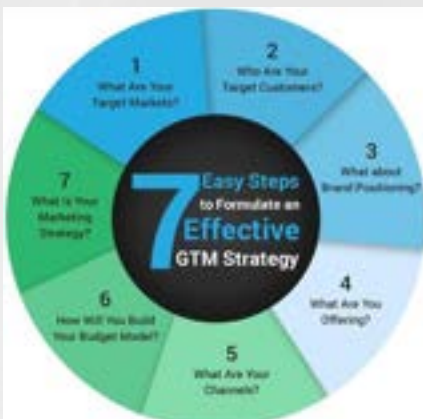 7
Easy Steps
to Formulate an
Effective
GTM Strategy
1
What Are Your
Target Markets?
2
Who Are Your
Target Customers?
3
What about
Brand Positioning?
4
What Are You
Offering?
5
What Are Your
Channels?
6
How Will You Build
Your Budget Model?
7
What Is Your
Marketing
Strategy?